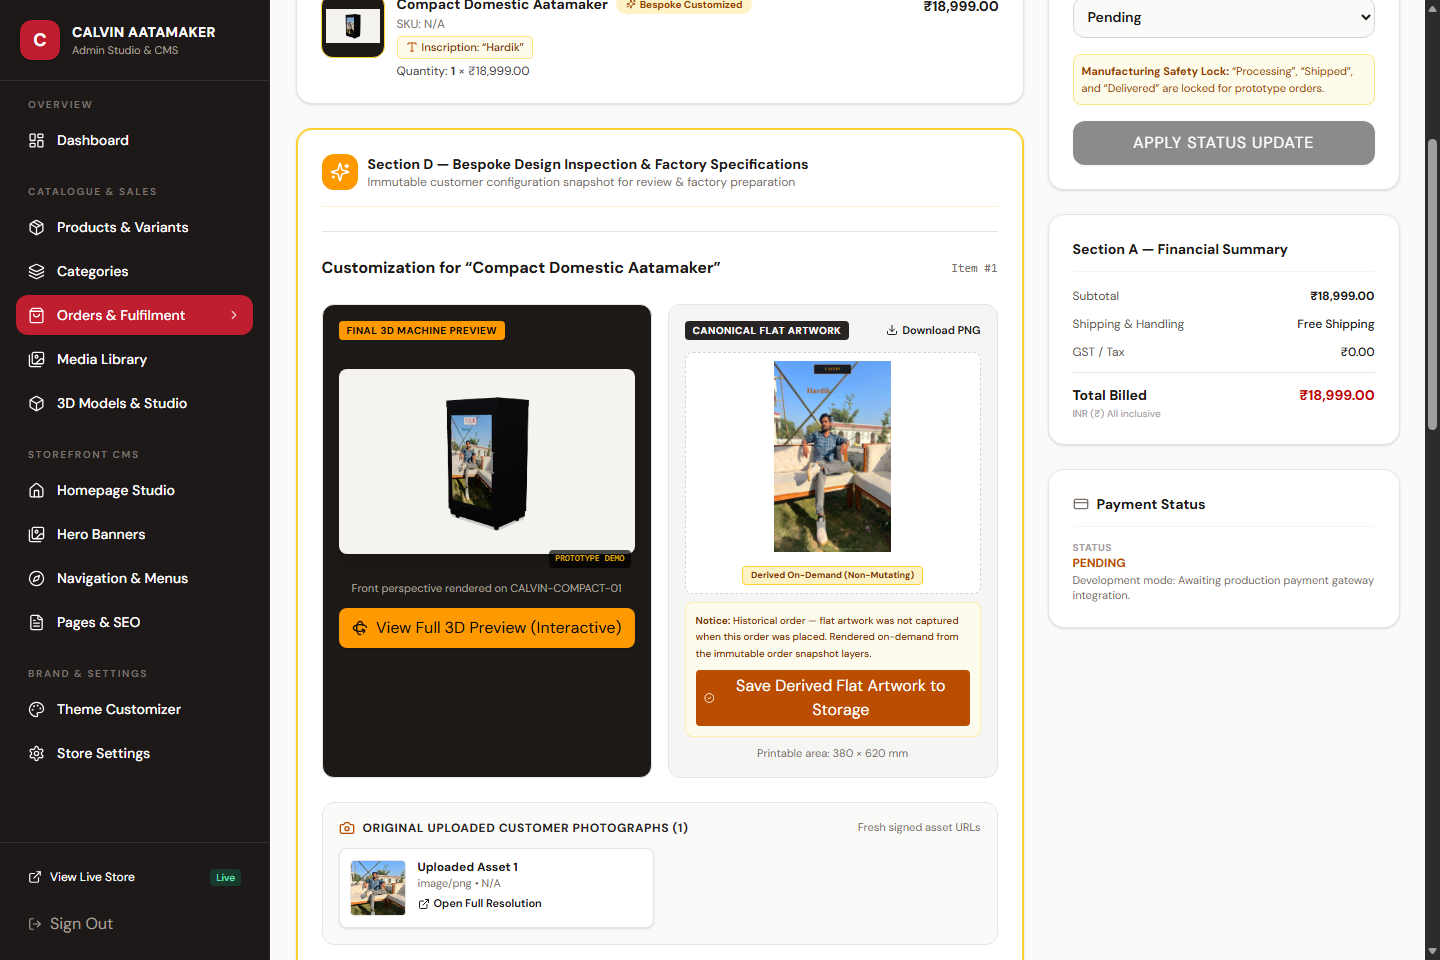 C
CALVIN AATAMAKER
Admin Studio & CMS
OVERVIEW
Dashboard
CATALOGUE & SALES
Products & Variants
Categories
Orders & Fulfilment
Media Library
3D Models & Studio
STOREFRONT CMS
Homepage Studio
Hero Banners
Navigation & Menus
Pages & SEO
BRAND & SETTINGS
Theme Customizer
Store Settings
View Live Store
Live
Sign Out
Compact Domestic Aatamaker
Bespoke Customized
₹18,999.00
SKU: N/A
Inscription: “Hardik”
Quantity: 1 × ₹18,999.00
Section D — Bespoke Design Inspection & Factory Specifications
Immutable customer configuration snapshot for review & factory preparation
Customization for “Compact Domestic Aatamaker”
Item #1
FINAL 3D MACHINE PREVIEW
PROTOTYPE DEMO
Front perspective rendered on CALVIN-COMPACT-01
View Full 3D Preview (Interactive)
CANONICAL FLAT ARTWORK
Download PNG
CALVIN
Hardik
Derived On-Demand (Non-Mutating)
Notice: Historical order — flat artwork was not captured
when this order was placed. Rendered on-demand from
the immutable order snapshot layers.
Save Derived Flat Artwork to
Storage
Printable area: 380 × 620 mm
ORIGINAL UPLOADED CUSTOMER PHOTOGRAPHS (1)
Fresh signed asset URLs
Uploaded Asset 1
image/png • N/A
Open Full Resolution
Pending
Manufacturing Safety Lock: “Processing”, “Shipped”,
and “Delivered” are locked for prototype orders.
APPLY STATUS UPDATE
Section A — Financial Summary
Subtotal
₹18,999.00
Shipping & Handling
Free Shipping
GST / Tax
₹0.00
Total Billed
₹18,999.00
INR (₹) All inclusive
Payment Status
STATUS
PENDING
Development mode: Awaiting production payment gateway
integration.